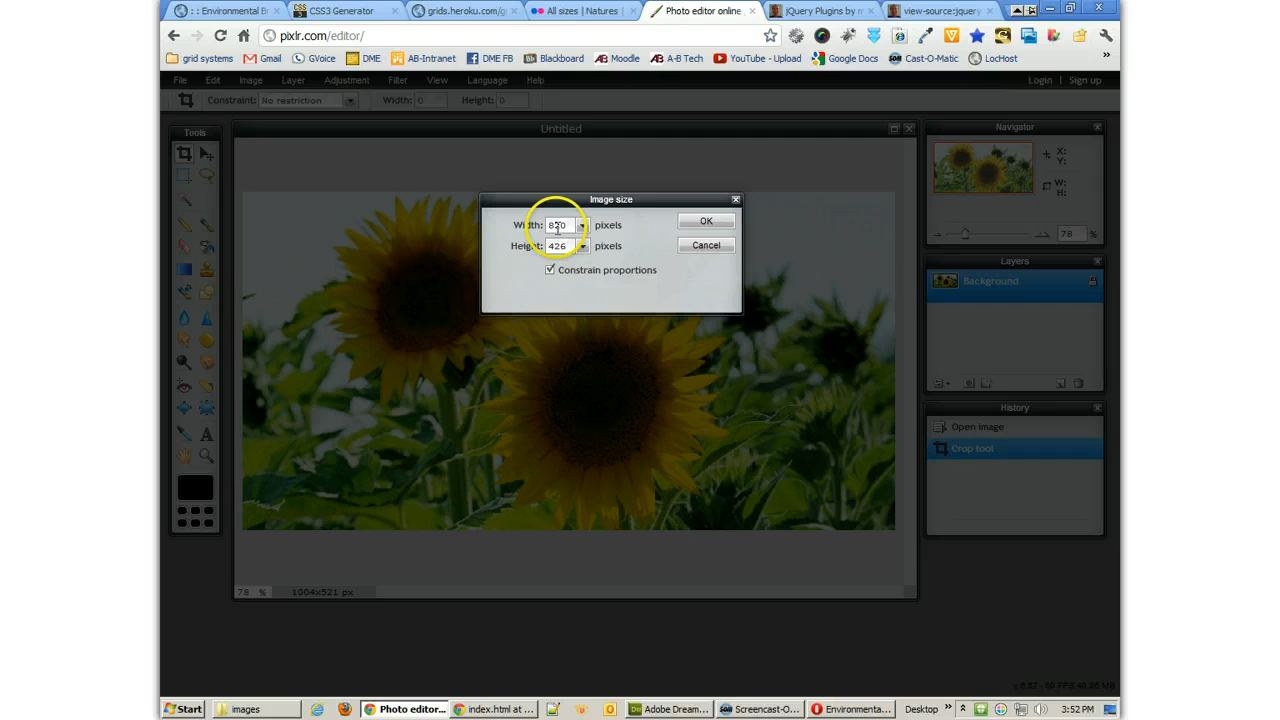 : : Environmental B
CSS3 Generator
grids.heroku.com/g
All sizes | Natures
Photo editor online
jQuery Plugins by m
view-source:jquery
pixlr.com/editor/
grid systems
Gmail
GVoice
DME
AB-Intranet
DME FB
Blackboard
Moodle
A-B Tech
YouTube - Upload
Google Docs
Cast-O-Matic
LocHost
File Edit Image Layer Adjustment Filter View Language Help
Login | Sign up
Constraint: No restriction Width: 0 Height: 0
Tools
Untitled
Navigator
X:
Y:
W:
H:
78 %
Image size
Width: 820 pixels
OK
Height: 426 pixels
Cancel
Constrain proportions
Layers
Background
History
Open image
Crop tool
78 % 1004x521 px
Start
images
Photo editor...
index.html at ...
Adobe Dream...
Screencast-O...
Environmenta...
Desktop
3:52 PM